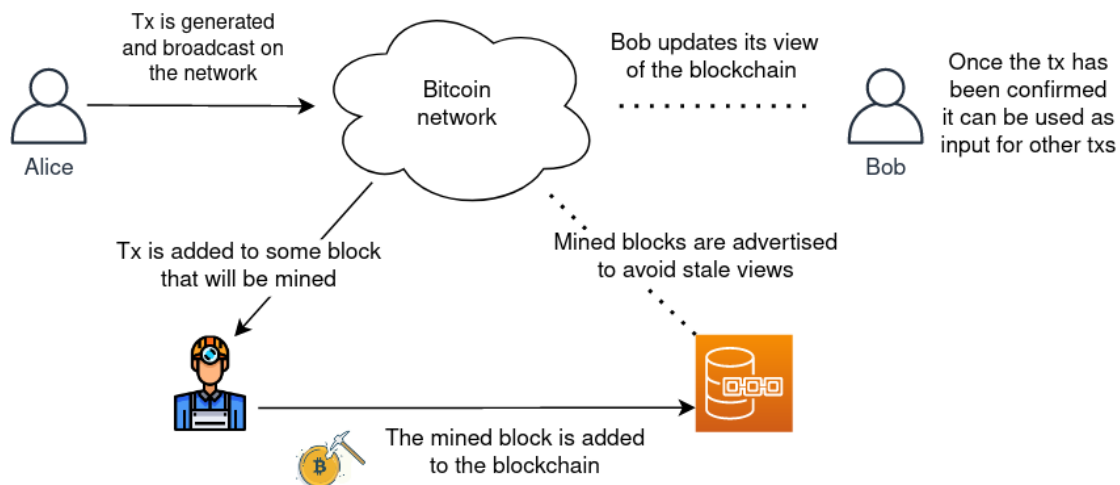 Tx is generated
and broadcast on
the network
Alice
Bitcoin
network
Bob updates its view
of the blockchain
Bob
Once the tx has
been confirmed
it can be used as
input for other txs
Tx is added to some block
that will be mined
Mined blocks are advertised
to avoid stale views
The mined block is added
to the blockchain